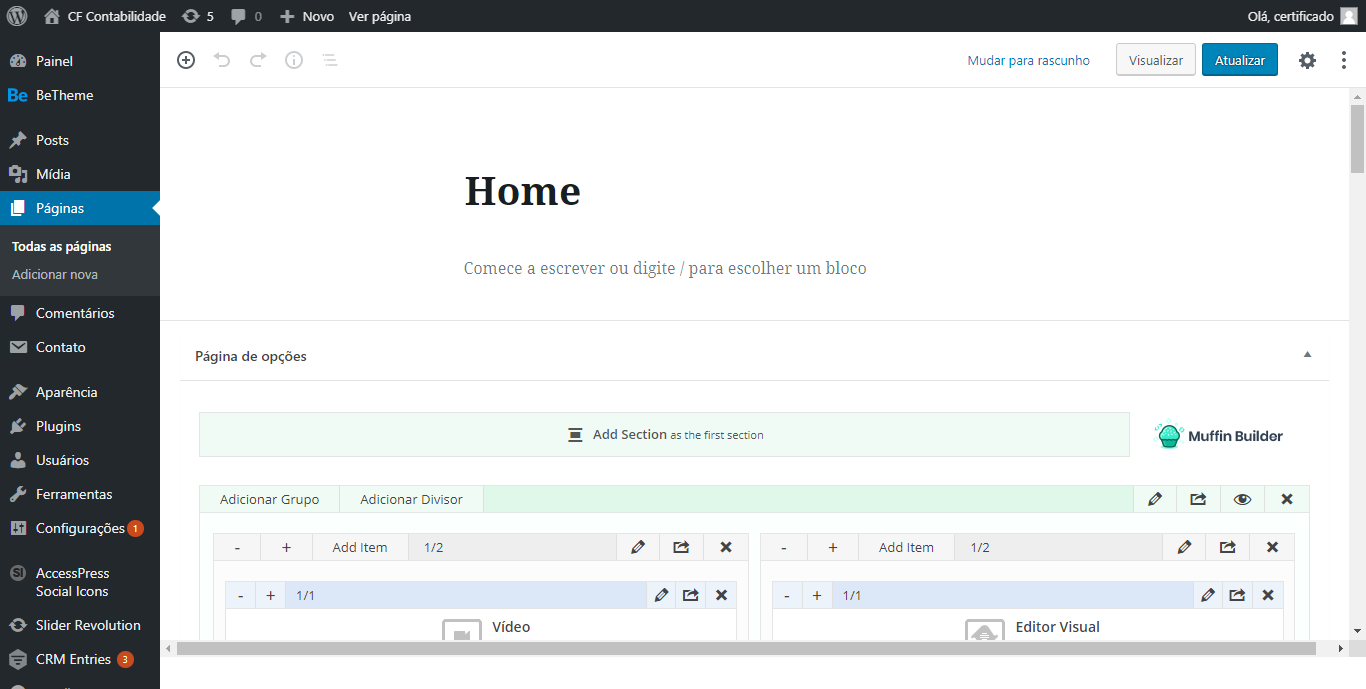 CF Contabilidade 5 0 + Novo Ver página Olá, certificado
Painel
Be BeTheme
Posts
Mídia
Páginas
Todas as páginas
Adicionar nova
Comentários
Contato
Aparência
Plugins
Usuários
Ferramentas
Configurações 1
SI AccessPress
Social Icons
Slider Revolution
CRM Entries 3
Mudar para rascunho Visualizar Atualizar
Home
Comece a escrever ou digite / para escolher um bloco
Página de opções
Add Section as the first section Muffin Builder
Adicionar Grupo Adicionar Divisor
- + Add Item 1/2 - + Add Item 1/2
- + 1/1 - + 1/1
Vídeo Editor Visual